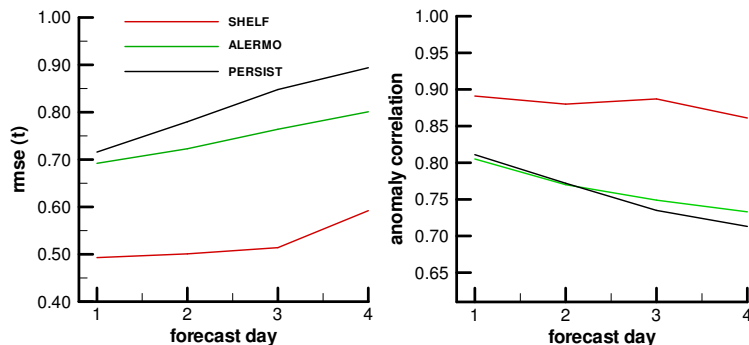 1.00
0.90
0.80
0.70
0.60
0.50
0.40
rmse (t)
SHELF
ALERMO
PERSIST
1 2 3 4
forecast day
1.00
0.95
0.90
0.85
0.80
0.75
0.70
0.65
anomaly correlation
1 2 3 4
forecast day